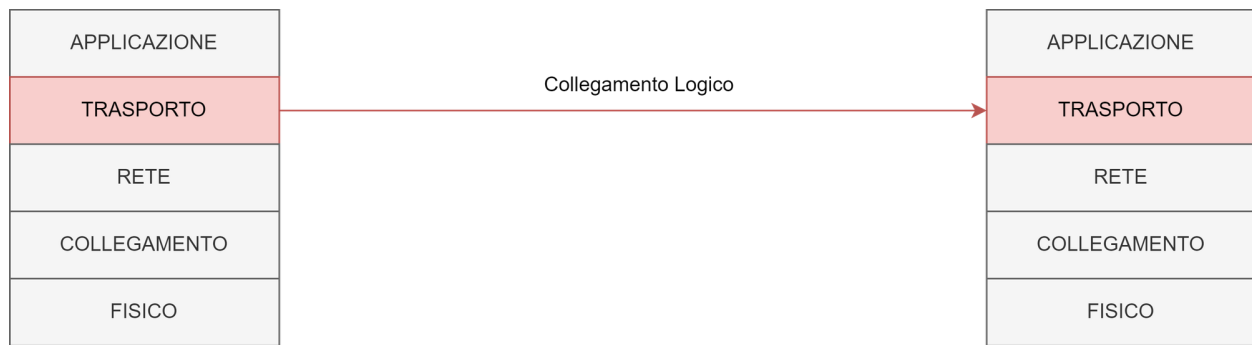 APPLICAZIONE
TRASPORTO
RETE
COLLEGAMENTO
FISICO
Collegamento Logico
APPLICAZIONE
TRASPORTO
RETE
COLLEGAMENTO
FISICO